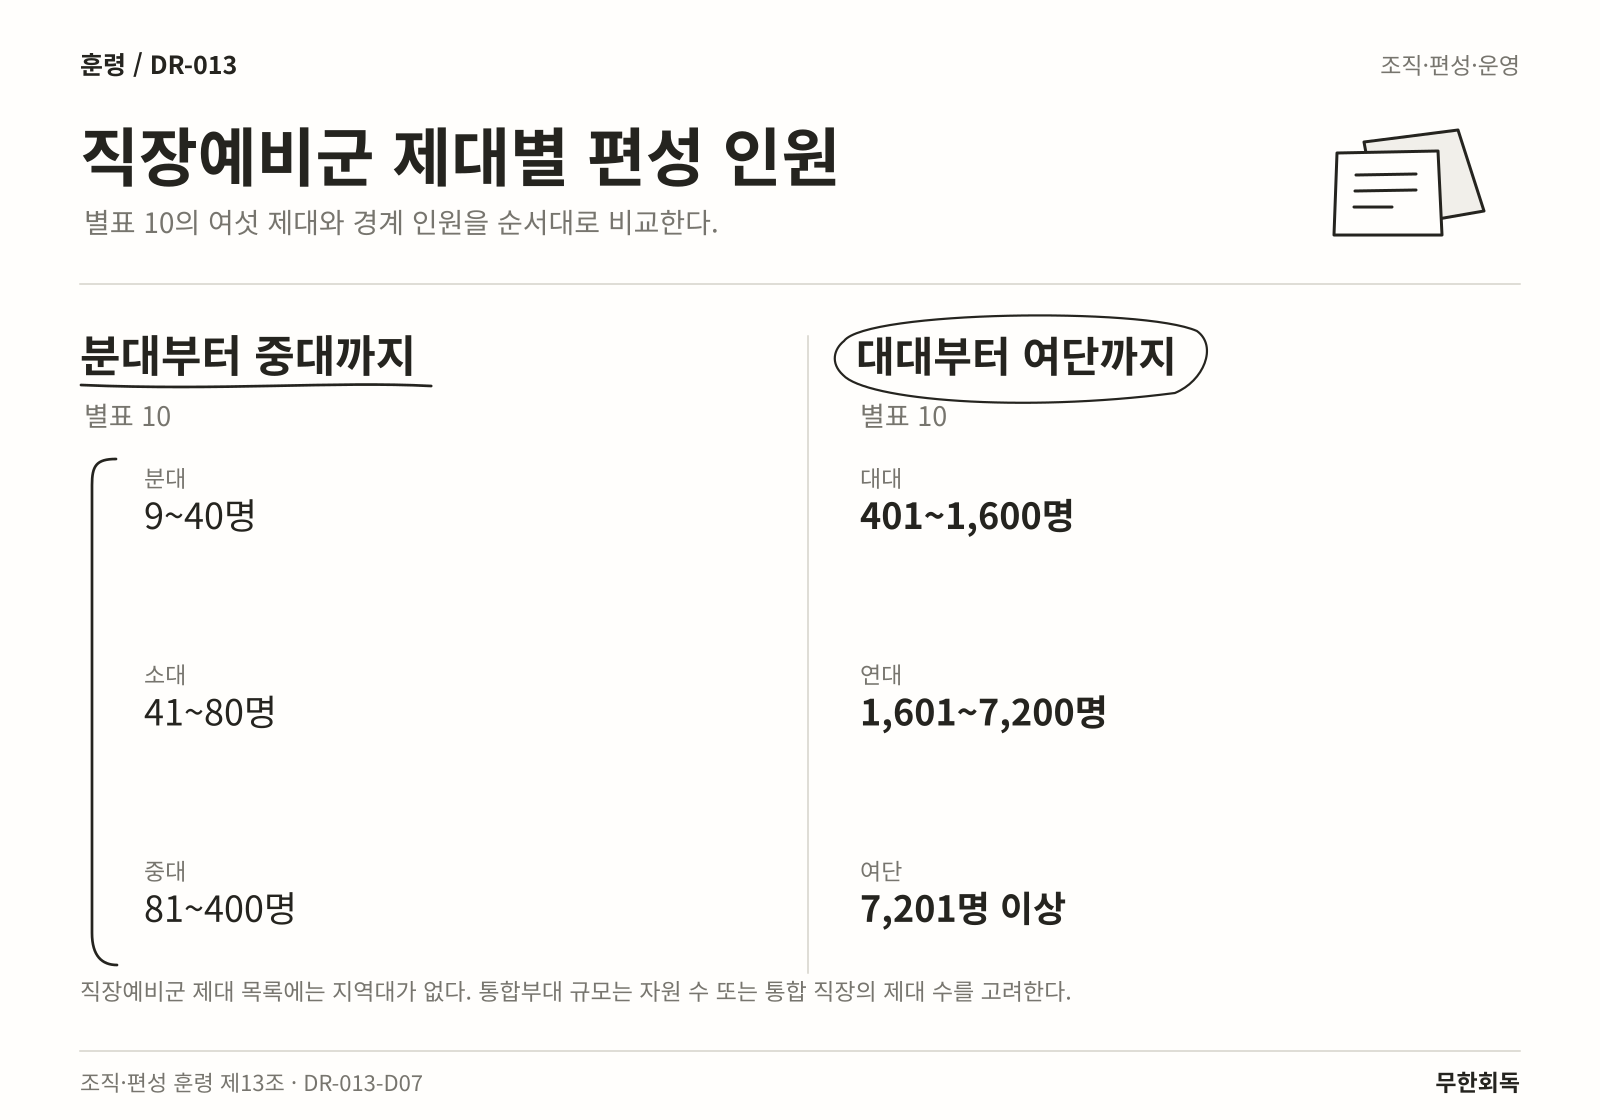 훈령 / DR-013
조직·편성·운영
직장예비군 제대별 편성 인원
별표 10의 여섯 제대와 경계 인원을 순서대로 비교한다.
분대부터 중대까지
별표 10
분대
9~40명
소대
41~80명
중대
81~400명
대대부터 여단까지
별표 10
대대
401~1,600명
연대
1,601~7,200명
여단
7,201명 이상
직장예비군 제대 목록에는 지역대가 없다. 통합부대 규모는 자원 수 또는 통합 직장의 제대 수를 고려한다.
조직·편성 훈령 제13조 · DR-013-D07
무한회독